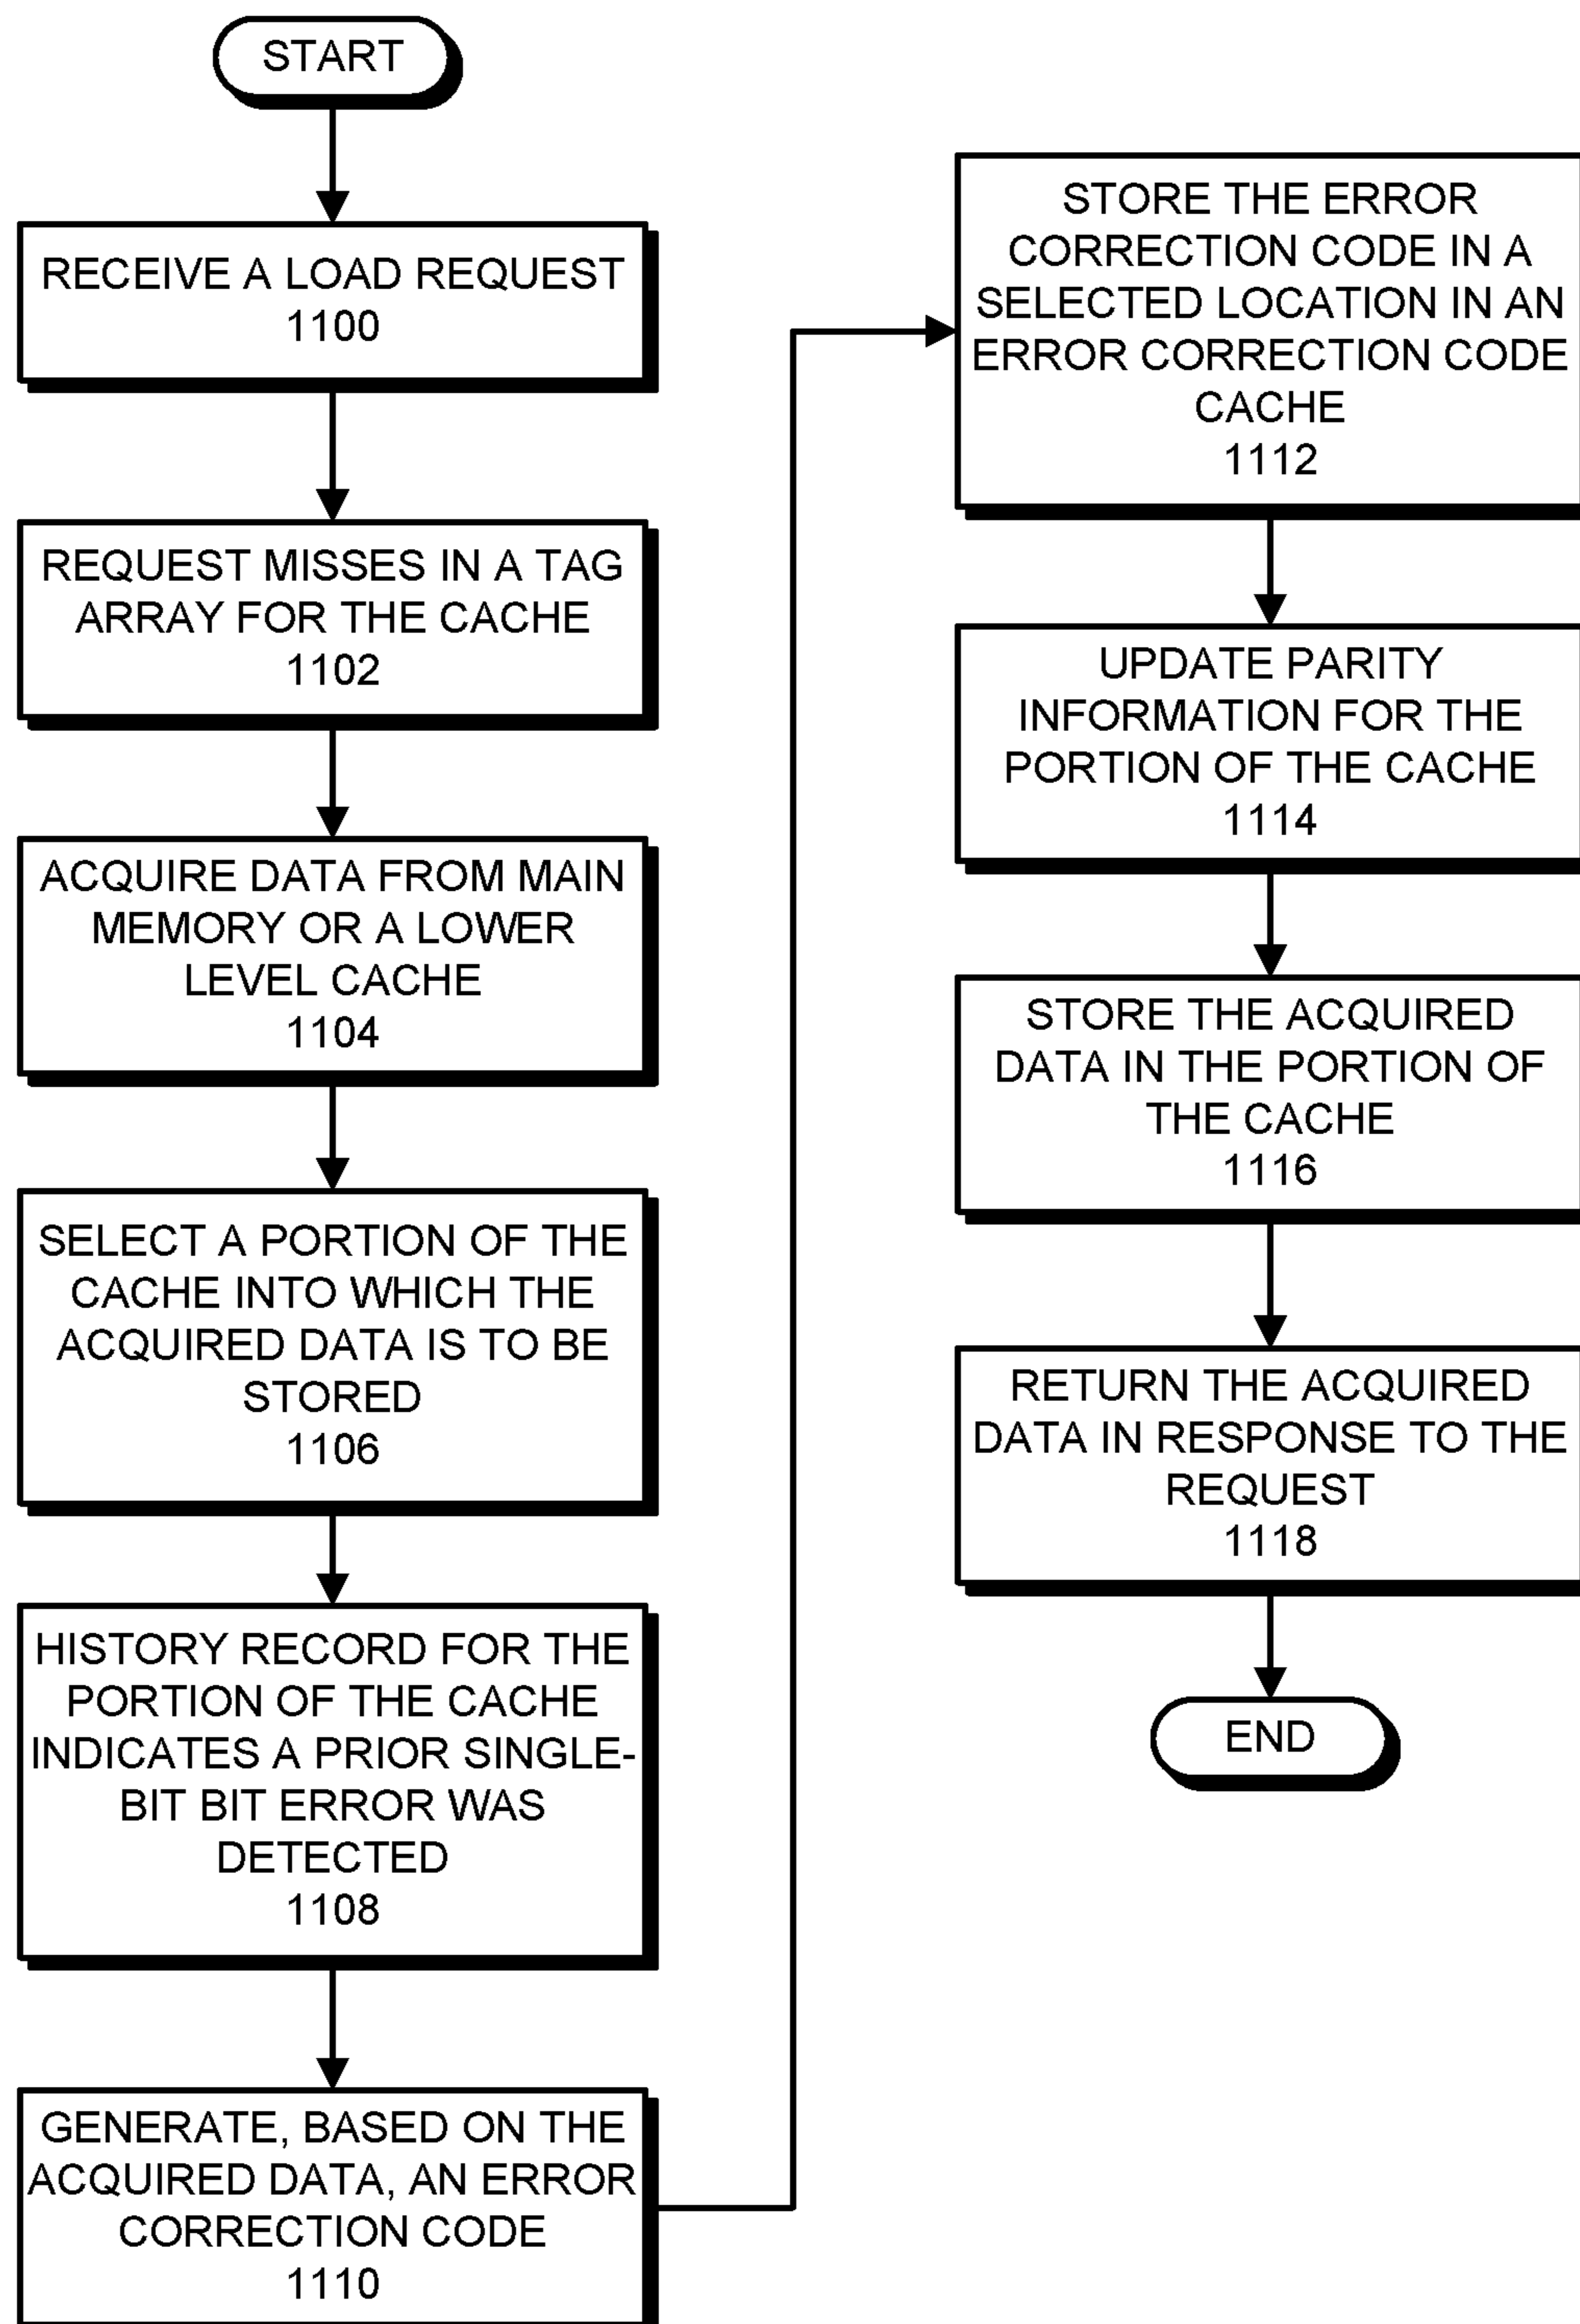 START
RECEIVE A LOAD REQUEST
1100
REQUEST MISSES IN A TAG
ARRAY FOR THE CACHE
1102
ACQUIRE DATA FROM MAIN
MEMORY OR A LOWER
LEVEL CACHE
1104
SELECT A PORTION OF THE
CACHE INTO WHICH THE
ACQUIRED DATA IS TO BE
STORED
1106
HISTORY RECORD FOR THE
PORTION OF THE CACHE
INDICATES A PRIOR SINGLE-
BIT BIT ERROR WAS
DETECTED
1108
GENERATE, BASED ON THE
ACQUIRED DATA, AN ERROR
CORRECTION CODE
1110
STORE THE ERROR
CORRECTION CODE IN A
SELECTED LOCATION IN AN
ERROR CORRECTION CODE
CACHE
1112
UPDATE PARITY
INFORMATION FOR THE
PORTION OF THE CACHE
1114
STORE THE ACQUIRED
DATA IN THE PORTION OF
THE CACHE
1116
RETURN THE ACQUIRED
DATA IN RESPONSE TO THE
REQUEST
1118
END